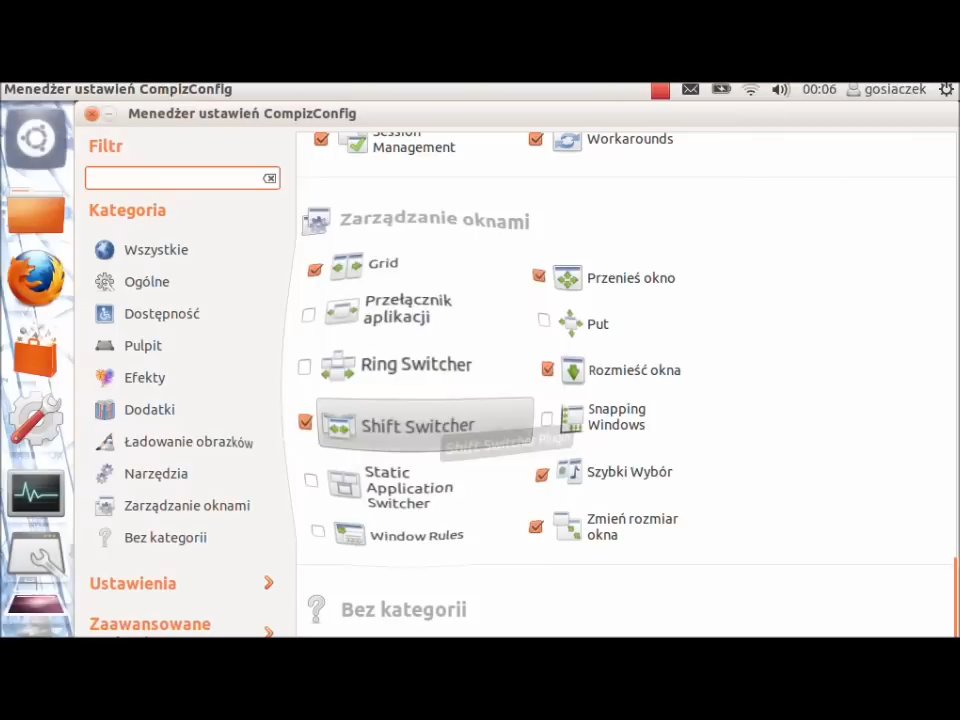 Menedżer ustawień CompizConfig
00:06
gosiaczek
Menedżer ustawień CompizConfig
Filtr
Kategoria
Wszystkie
Ogólne
Dostępność
Pulpit
Efekty
Dodatki
Ładowanie obrazków
Narzędzia
Zarządzanie oknami
Bez kategorii
Ustawienia
Zaawansowane
Session
Management
Workarounds
Zarządzanie oknami
Grid
Przenieś okno
Przełącznik
aplikacji
Put
Ring Switcher
Rozmieść okna
Shift Switcher
Shift Switcher Plugin
Snapping
Windows
Static
Application
Switcher
Szybki Wybór
Window Rules
Zmień rozmiar
okna
Bez kategorii